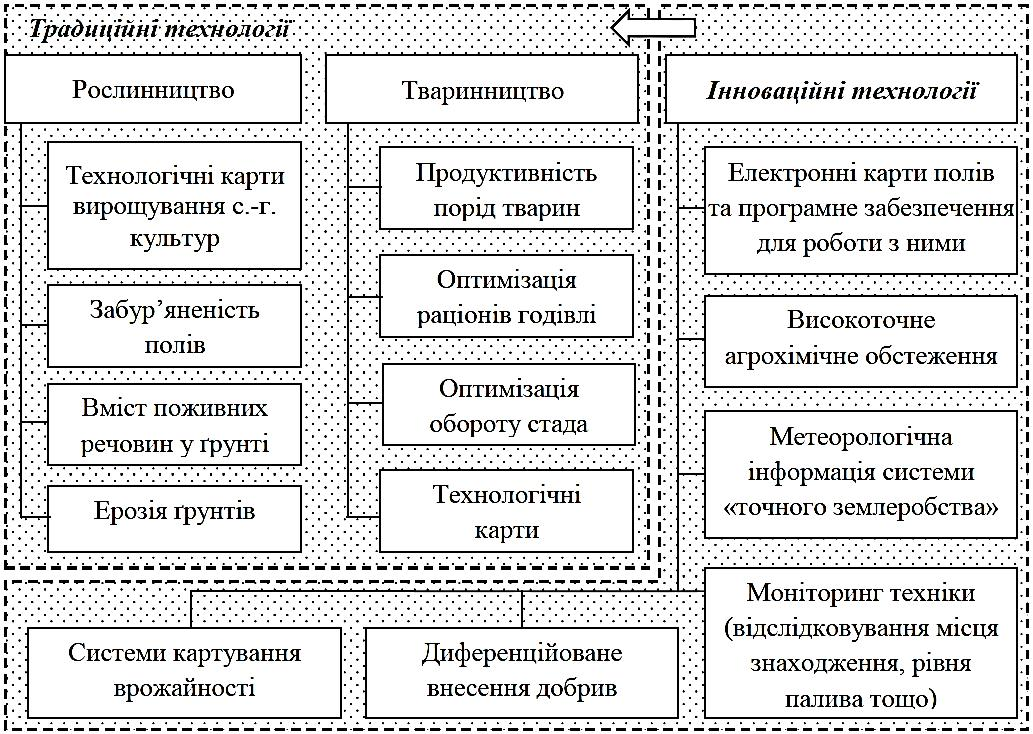 Традиційні технології
Рослинництво
Технологічні карти
вирощування с.-г.
культур
Забур’яненість
полів
Вміст поживних
речовин у ґрунті
Ерозія ґрунтів
Тваринництво
Продуктивність
порід тварин
Оптимізація
раціонів годівлі
Оптимізація
обороту стада
Технологічні
карти
Інноваційні технології
Електронні карти полів
та програмне забезпечення
для роботи з ними
Високоточне
агрохімічне обстеження
Метеорологічна
інформація системи
«точного землеробства»
Моніторинг техніки
(відслідковування місця
знаходження, рівня
палива тощо)
Диференційоване
внесення добрив
Системи картування
врожайності